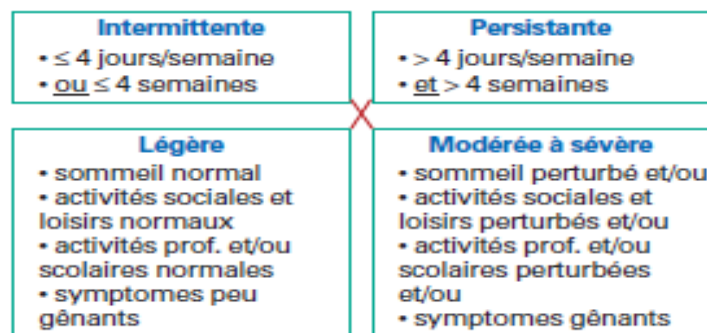 Intermittente
• ≤ 4 jours/semaine
• ou ≤ 4 semaines
Persistante
• > 4 jours/semaine
• et > 4 semaines
Légère
• sommeil normal
• activités sociales et
loisirs normaux
• activités prof. et/ou
scolaires normales
• symptomes peu
gênants
Modérée à sévère
• sommeil perturbé et/ou
• activités sociales et
loisirs perturbés et/ou
• activités prof. et/ou
scolaires perturbées
et/ou
• symptomes gênants